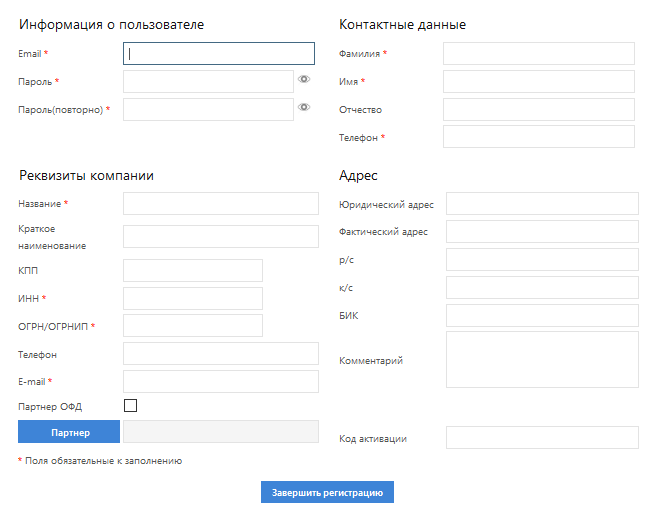 Информация о пользователе
Email *
Пароль *
Пароль(повторно) *
Контактные данные
Фамилия *
Имя *
Отчество
Телефон *
Реквизиты компании
Название *
Краткое
наименование
КПП
ИНН *
ОГРН/ОГРНИП *
Телефон
E-mail *
Партнер ОФД
Партнер
* Поля обязательные к заполнению
Адрес
Юридический адрес
Фактический адрес
р/с
к/с
БИК
Комментарий
Код активации
Завершить регистрацию